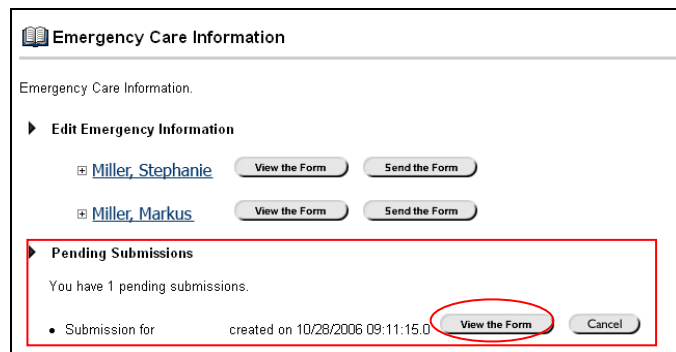 Emergency Care Information
Emergency Care Information.
Edit Emergency Information
Miller, Stephanie View the Form Send the Form
Miller, Markus View the Form Send the Form
Pending Submissions
You have 1 pending submissions.
Submission for created on 10/28/2006 09:11:15.0 View the Form Cancel